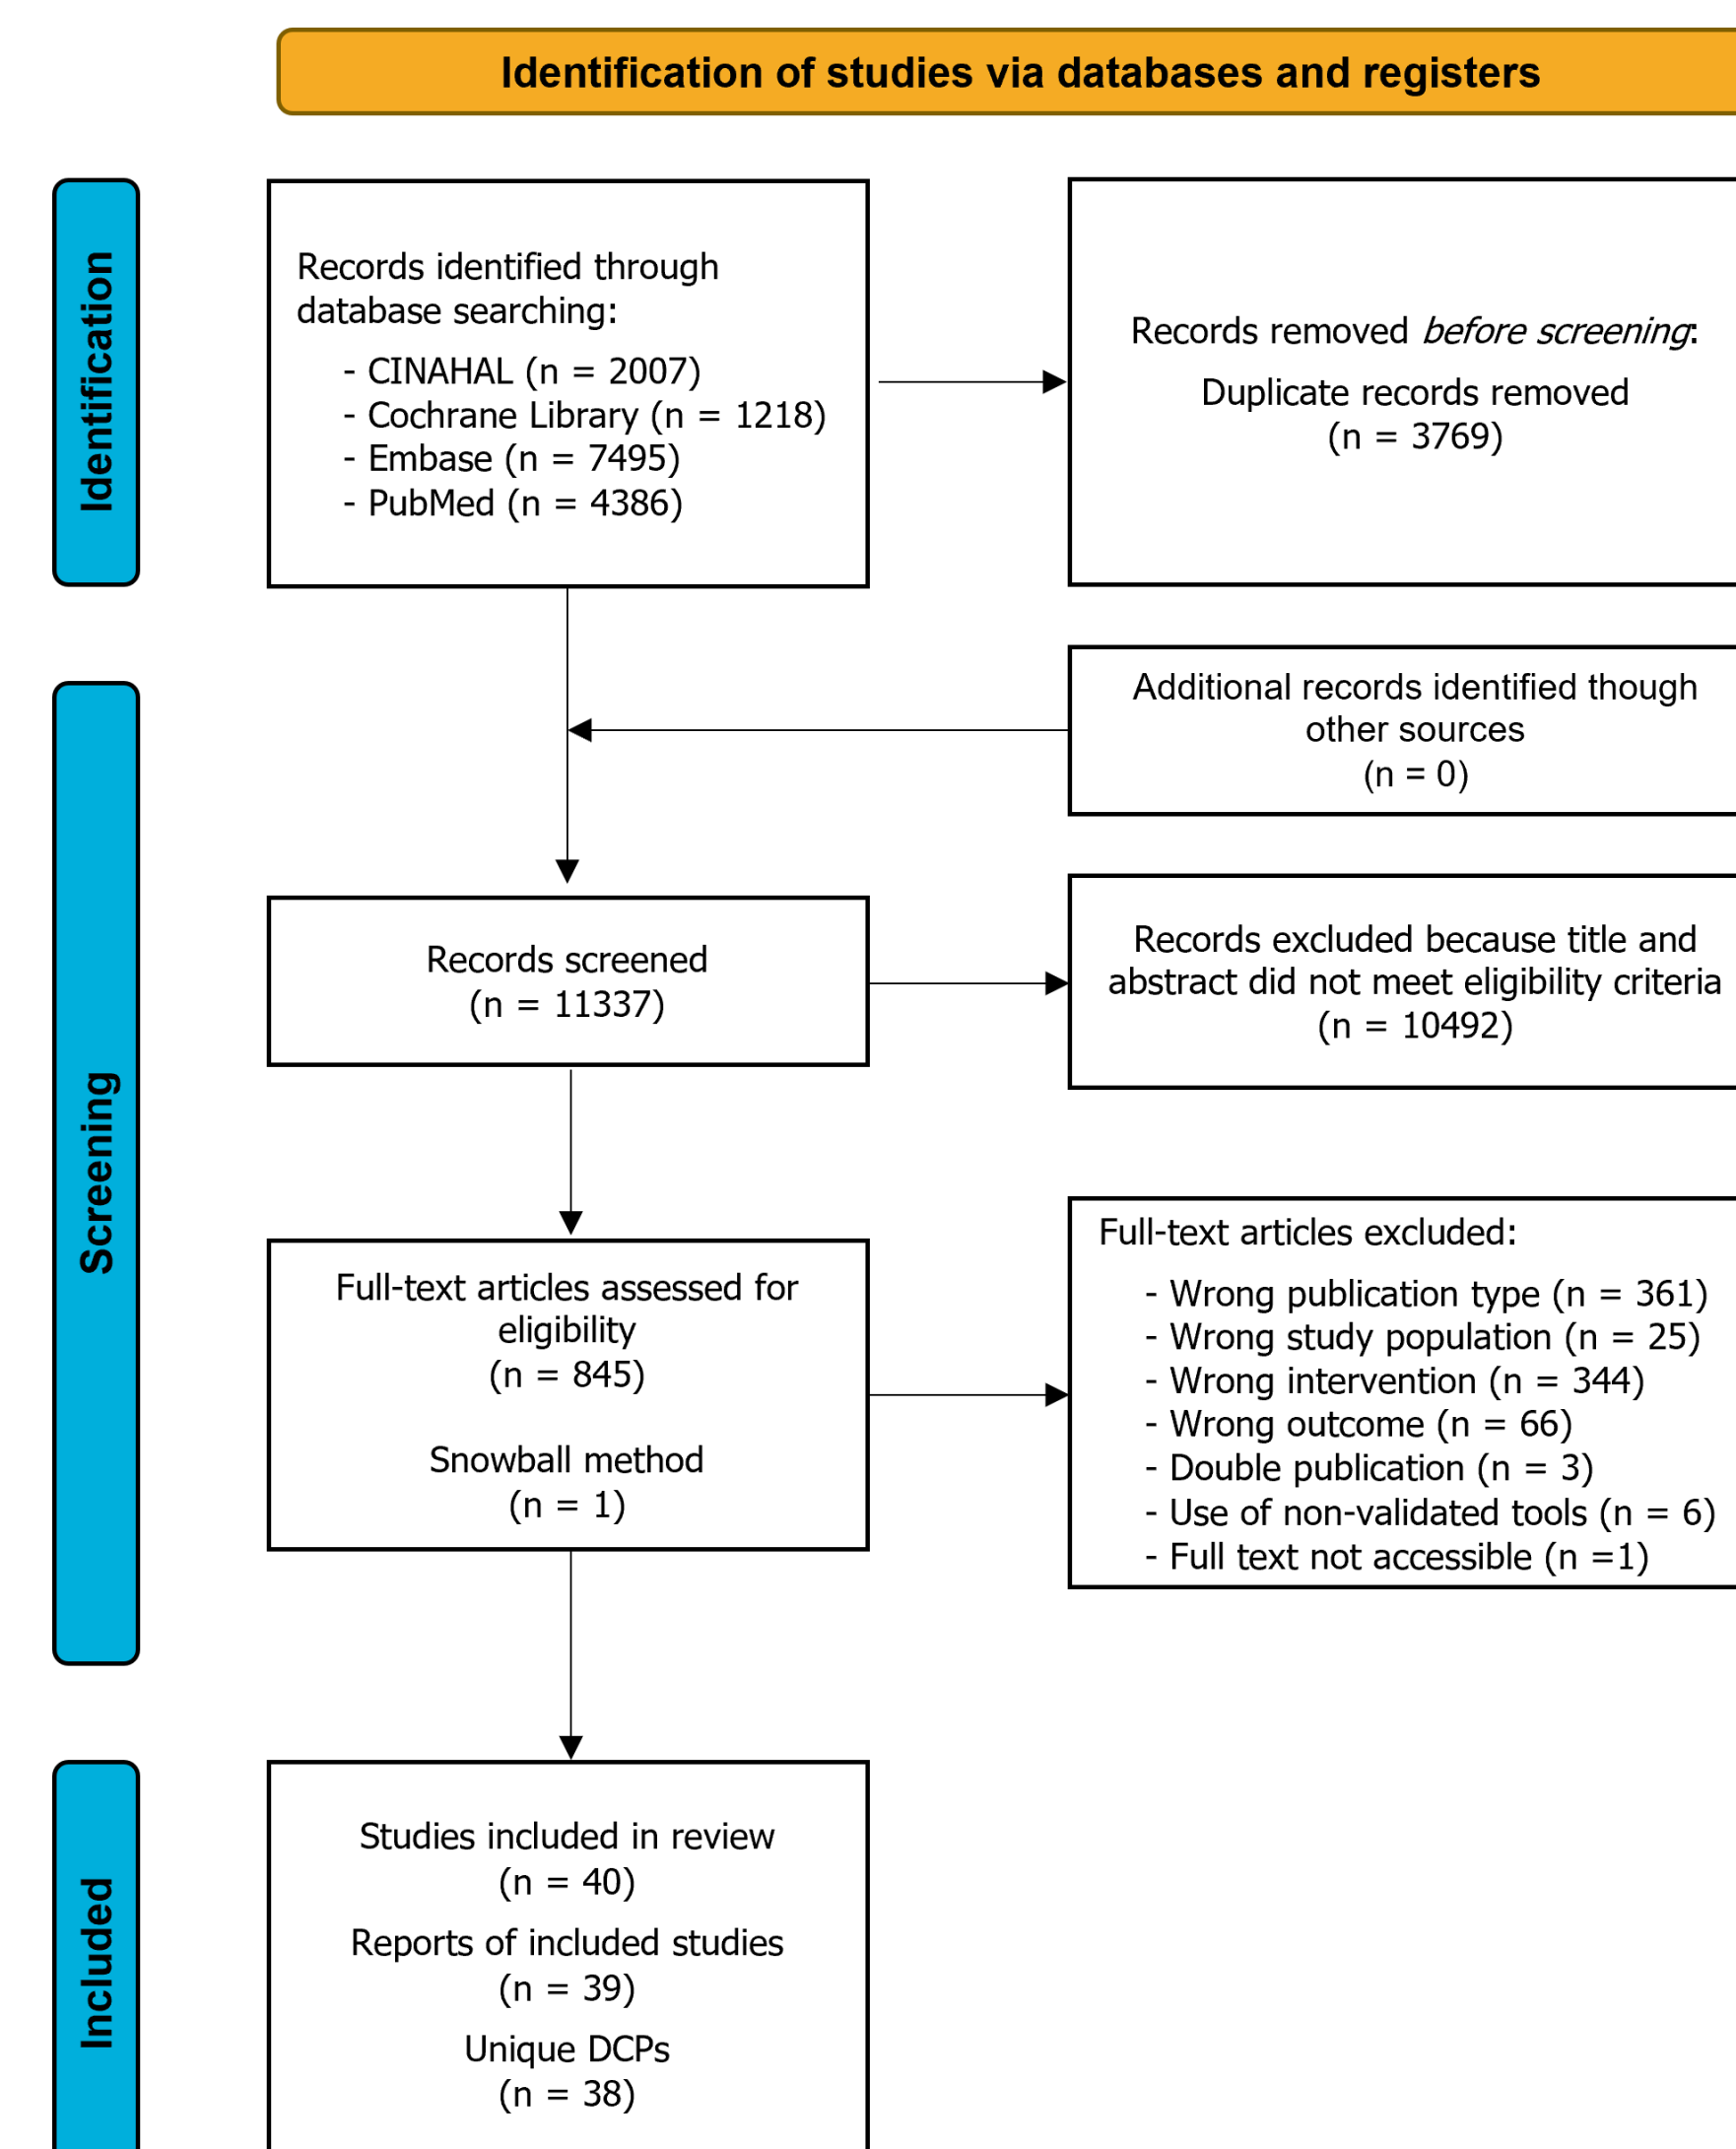 Identification of studies via databases and registers
Identification
Records identified through
database searching:
- CINAHAL (n = 2007)
- Cochrane Library (n = 1218)
- Embase (n = 7495)
- PubMed (n = 4386)
Records removed before screening:
Duplicate records removed
(n = 3769)
Screening
Additional records identified though
other sources
(n = 0)
Records screened
(n = 11337)
Records excluded because title and
abstract did not meet eligibility criteria
(n = 10492)
Full-text articles assessed for
eligibility
(n = 845)
Snowball method
(n = 1)
Full-text articles excluded:
- Wrong publication type (n = 361)
- Wrong study population (n = 25)
- Wrong intervention (n = 344)
- Wrong outcome (n = 66)
- Double publication (n = 3)
- Use of non-validated tools (n = 6)
- Full text not accessible (n =1)
Included
Studies included in review
(n = 40)
Reports of included studies
(n = 39)
Unique DCPs
(n = 38)